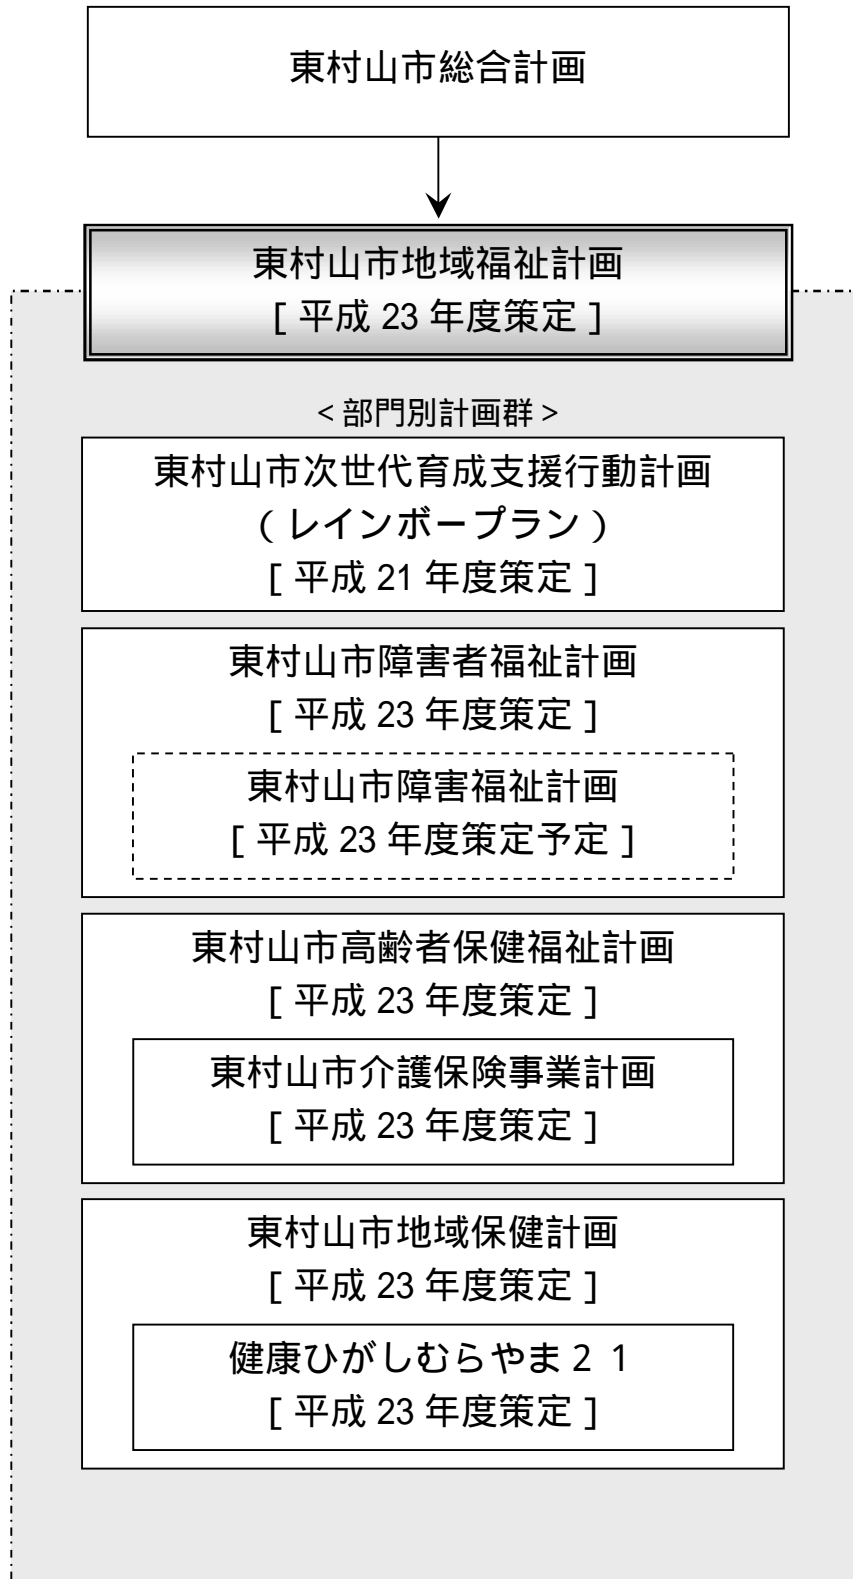 東村山市総合計画
東村山市地域福祉計画
[ 平成 23 年度策定 ]
＜部門別計画群＞
東村山市次世代育成支援行動計画
（レインボープラン）
[ 平成 21 年度策定 ]
東村山市障害者福祉計画
[ 平成 23 年度策定 ]
東村山市障害福祉計画
[ 平成 23 年度策定予定 ]
東村山市高齢者保健福祉計画
[ 平成 23 年度策定 ]
東村山市介護保険事業計画
[ 平成 23 年度策定 ]
東村山市地域保健計画
[ 平成 23 年度策定 ]
健康ひがしむらやま２１
[ 平成 23 年度策定 ]